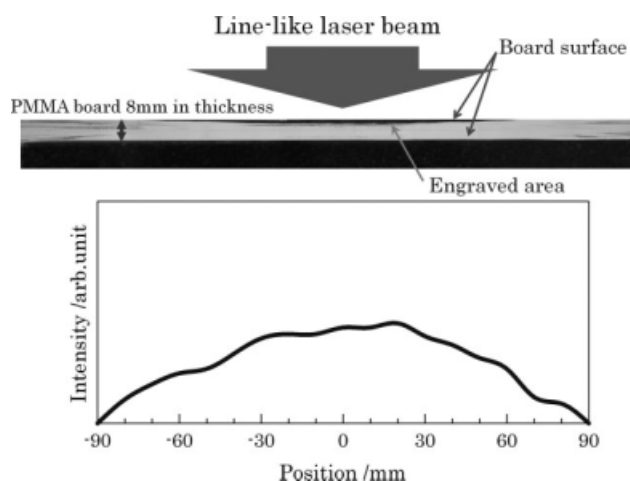 Line-like laser beam
Board surface
PMMA board 8mm in thickness
Engraved area
Intensity /arb.unit
-90 -60 -30 0 30 60 90
Position /mm